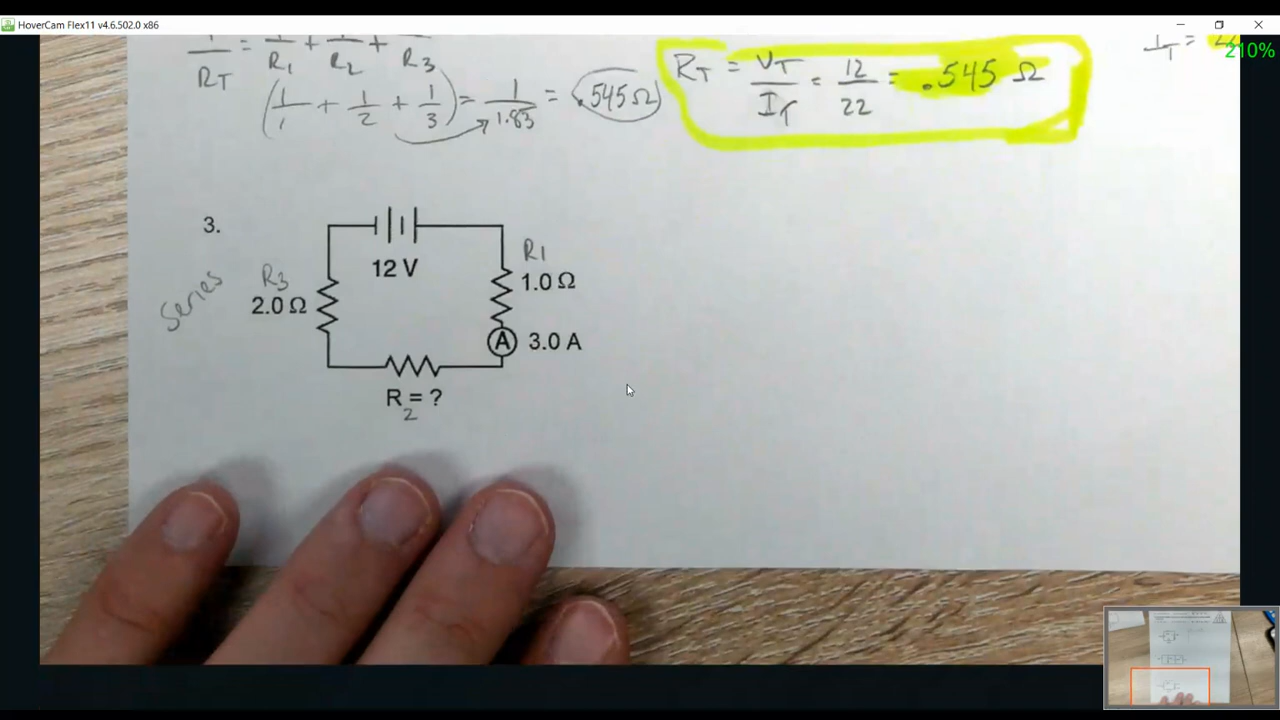 HoverCam Flex11 v4.6.502.0 x86
210%
1/RT = 1/R1 + 1/R2 + 1/R3
(1/1 + 1/2 + 1/3) = 1/1.83 = .545 Ω
RT = VT/IT = 12/22 = .545 Ω
IT =
3.
Series
12 V
R1
1.0 Ω
R3
2.0 Ω
A 3.0 A
R2 = ?